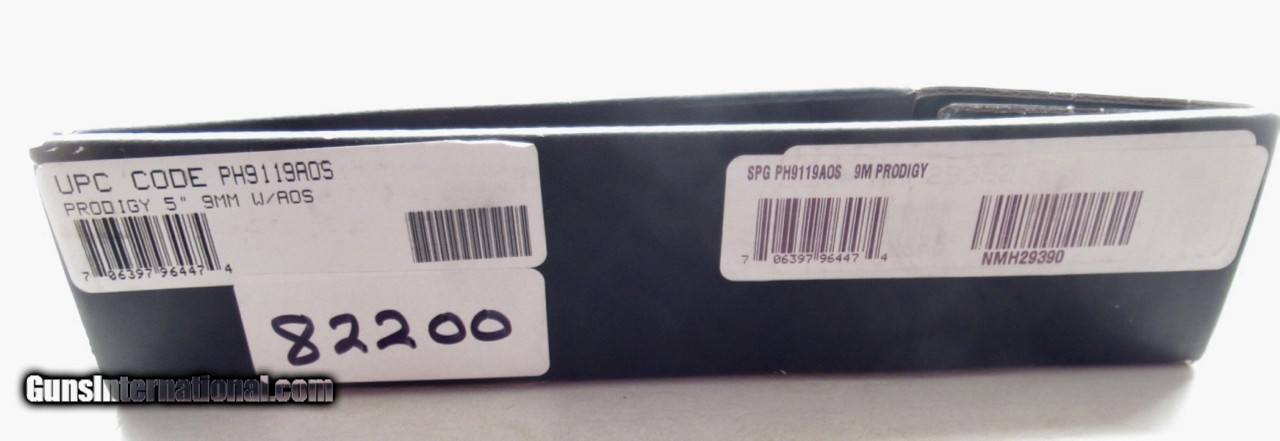 UPC CODE PH9119AOS
PRODIGY 5" 9MM W/AOS
7 06397 96447 4
82200
SPG PH9119AOS 9M PRODIGY
7 06397 96447 4
NMH29390
GunsInternational.com